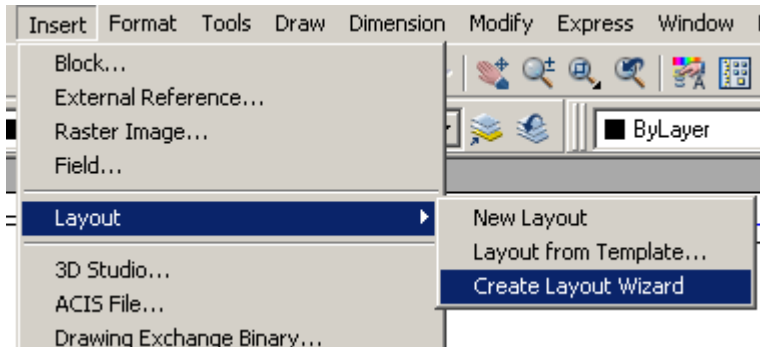 Insert Format Tools Draw Dimension Modify Express Window
Block...
External Reference...
Raster Image...
ByLayer
Field...
Layout
New Layout
Layout from Template...
Create Layout Wizard
3D Studio...
ACIS File...
Drawing Exchange Binary...